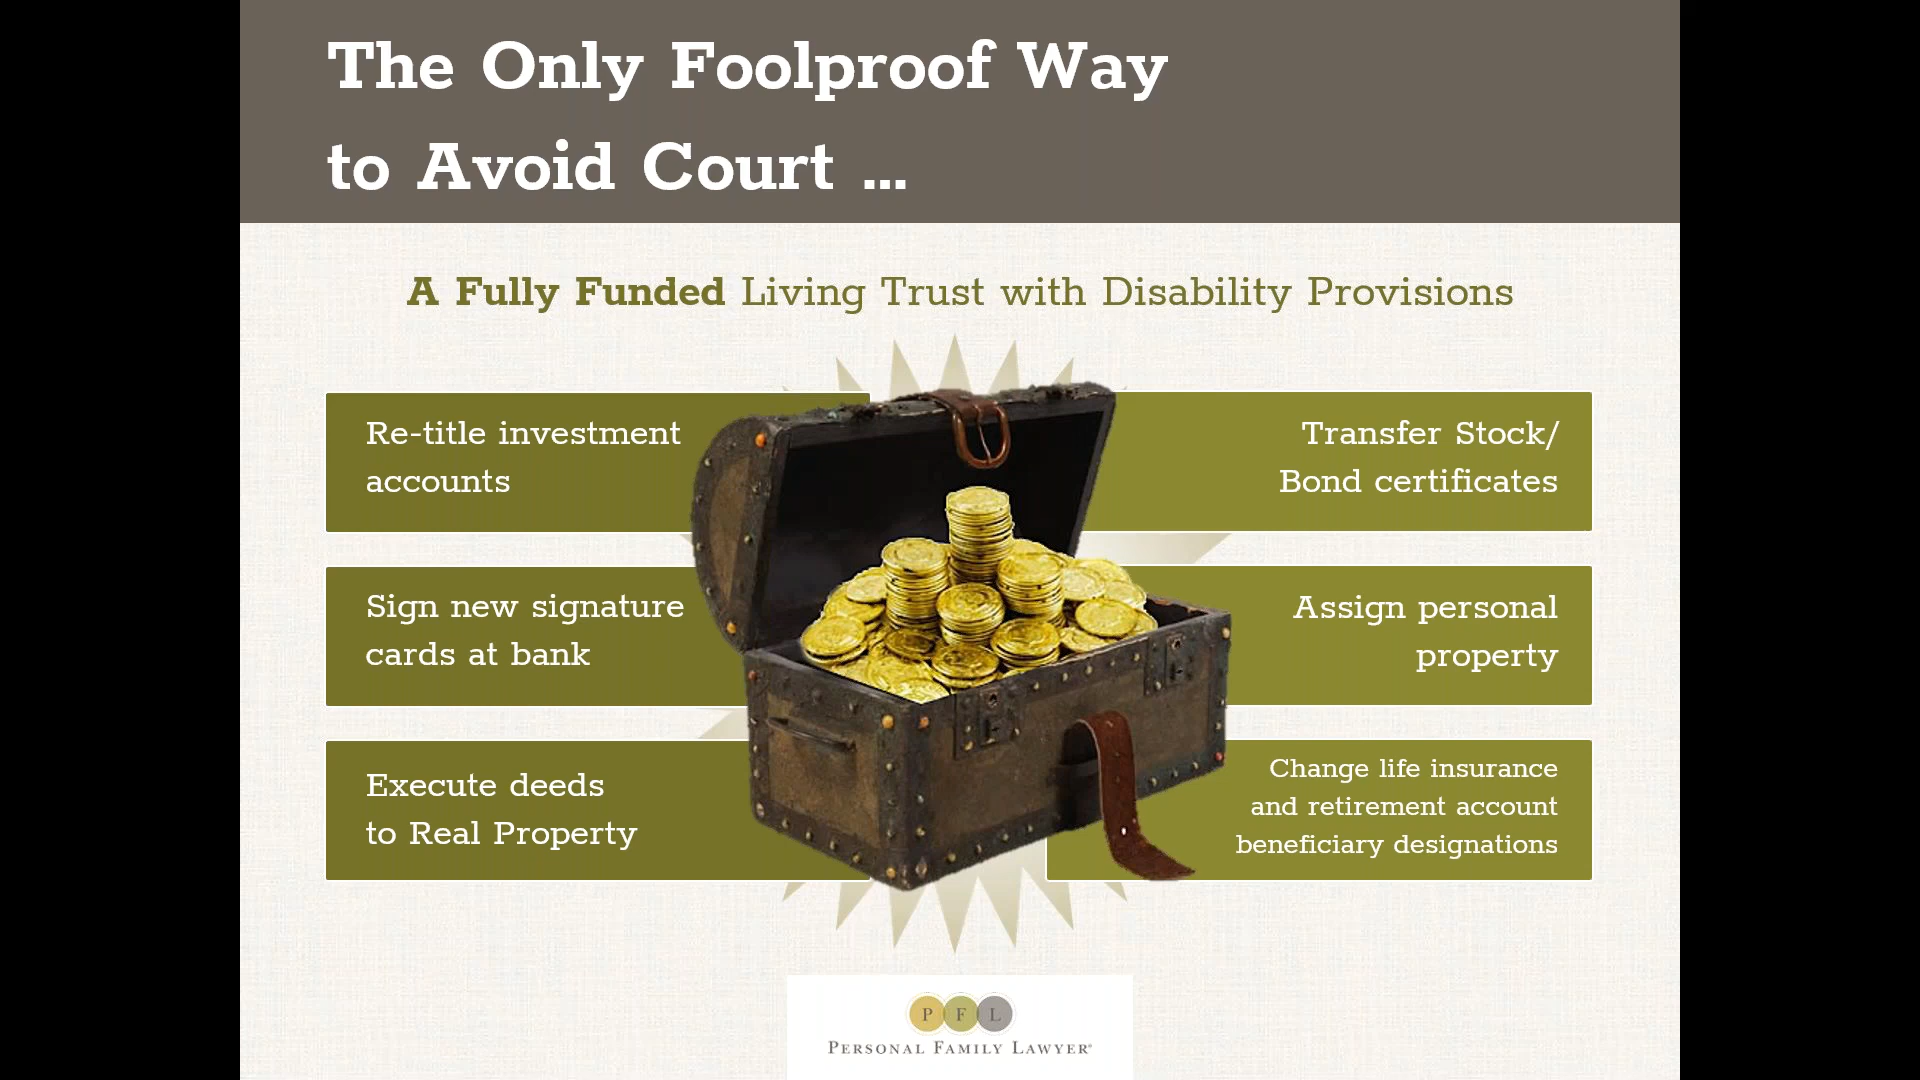 The Only Foolproof Way
to Avoid Court ...
A Fully Funded Living Trust with Disability Provisions
Re-title investment
accounts
Sign new signature
cards at bank
Execute deeds
to Real Property
Transfer Stock/
Bond certificates
Assign personal
property
Change life insurance
and retirement account
beneficiary designations
P F L
PERSONAL FAMILY LAWYER®